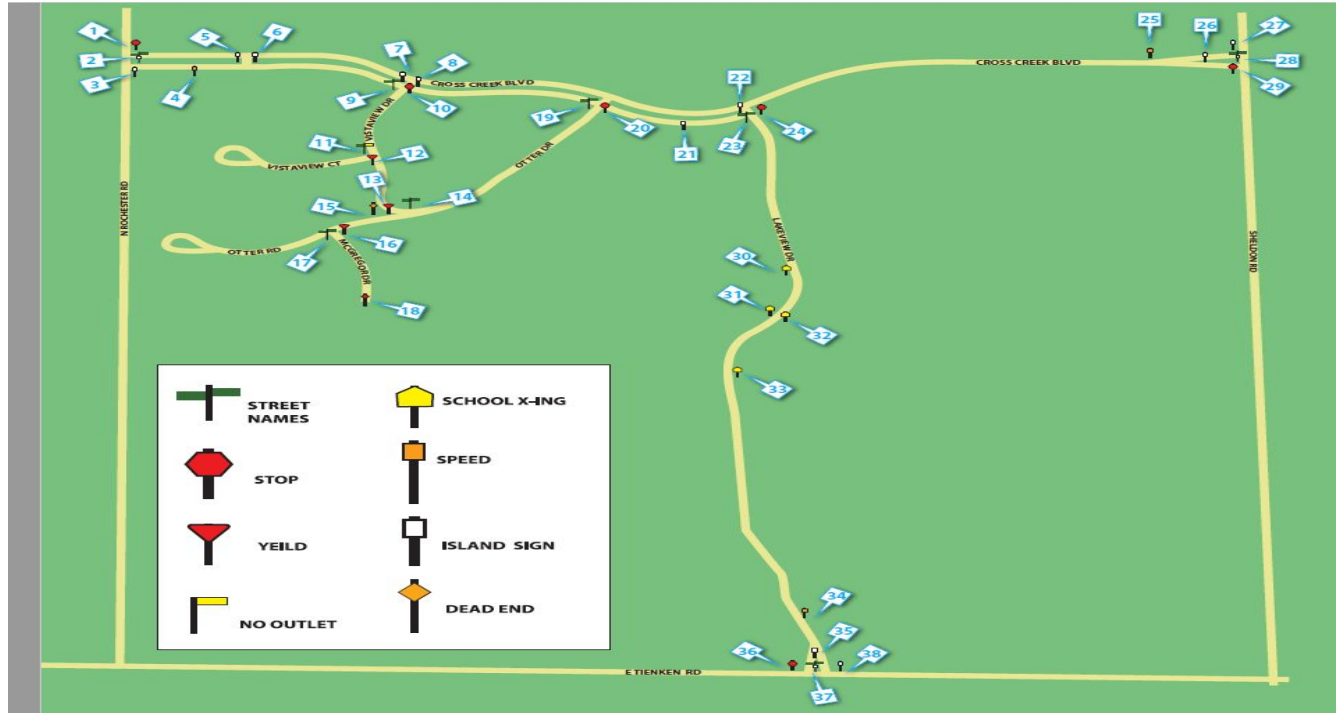 1
2
3
4
5
6
7
8
9
10
11
12
13
14
15
16
17
18
19
20
21
22
23
24
25
26
27
28
29
30
31
32
33
34
35
36
37
38
CROSS CREEK BLVD
CROSS CREEK BLVD
VISTAVIEW DR
VISTAVIEW CT
OTTER DR
OTTER RD
MCGREGOR DR
LAKEVIEW DR
N ROCHESTER RD
SHELDON RD
E TIENKEN RD
STREET
NAMES
STOP
YEILD
NO OUTLET
SCHOOL X-ING
SPEED
ISLAND SIGN
DEAD END